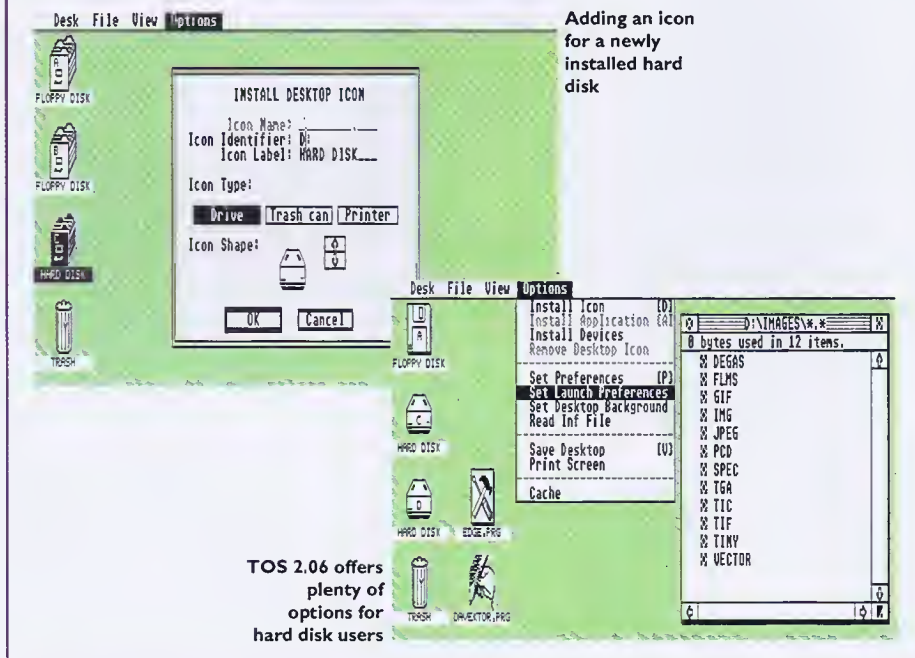 Desk File View Options
Adding an icon
for a newly
installed hard
disk
A
FLOPPY DISK
B
FLOPPY DISK
HARD DISK
TRASH
INSTALL DESKTOP ICON
Icon Name: ________.___
Icon Identifier: D:
Icon Label: HARD DISK___
Icon Type:
Drive Trash can Printer
Icon Shape:
OK Cancel
Desk File View Options
Install Icon [D]
Install Application [A]
Install Devices
Remove Desktop Icon
Set Preferences [P]
Set Launch Preferences
Set Desktop Background
Read Inf File
Save Desktop [V]
Print Screen
Cache
A
FLOPPY DISK
C
HARD DISK
D
HARD DISK
EDGE.PRG
TRASH
DAVEKTOR.PRG
D:\IMAGES\*.*
0 bytes used in 12 items.
DEGAS
FLMS
GIF
IMG
JPEG
PCD
SPEC
TGA
TIC
TIF
TINY
VECTOR
TOS 2.06 offers
plenty of
options for
hard disk users